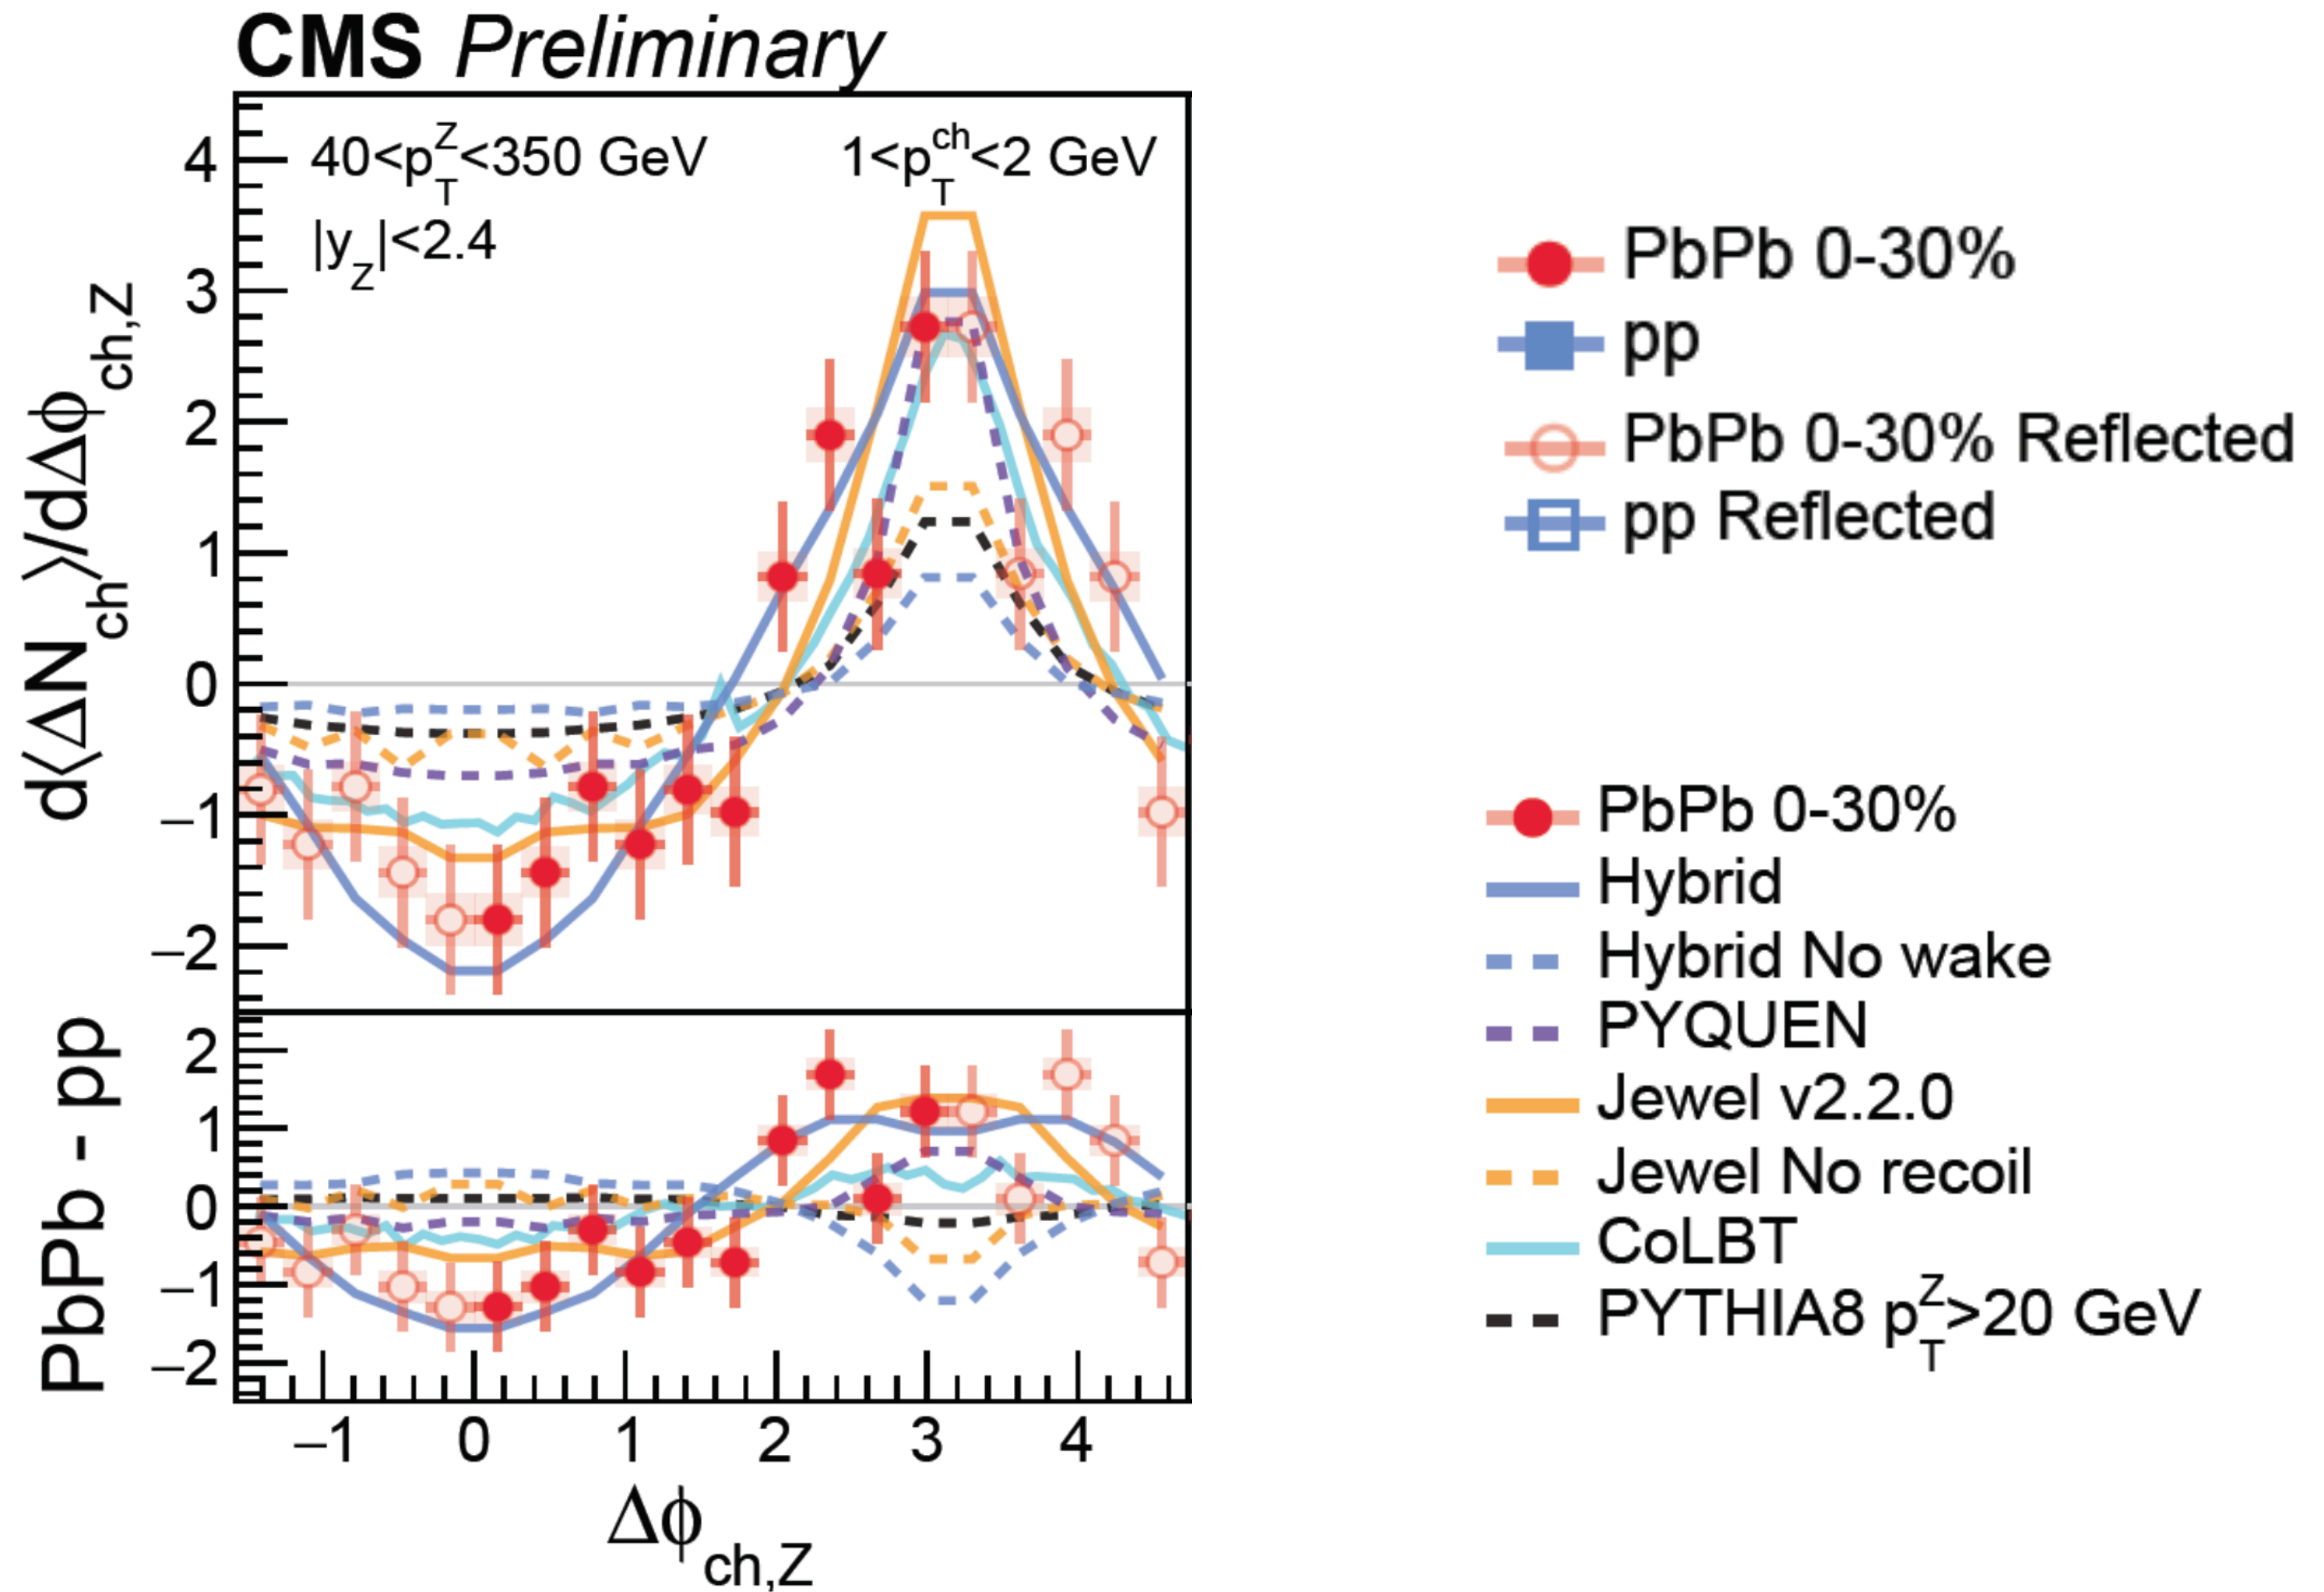 CMS Preliminary
40<p_T^Z<350 GeV
1<p_T^ch<2 GeV
|y_Z|<2.4
d⟨ΔN_ch⟩/dΔϕ_ch,Z
4
3
2
1
0
−1
−2
PbPb - pp
2
1
0
−1
−2
−1 0 1 2 3 4
Δϕ_ch,Z
PbPb 0-30%
pp
PbPb 0-30% Reflected
pp Reflected
PbPb 0-30%
Hybrid
Hybrid No wake
PYQUEN
Jewel v2.2.0
Jewel No recoil
CoLBT
PYTHIA8 p_T^Z>20 GeV